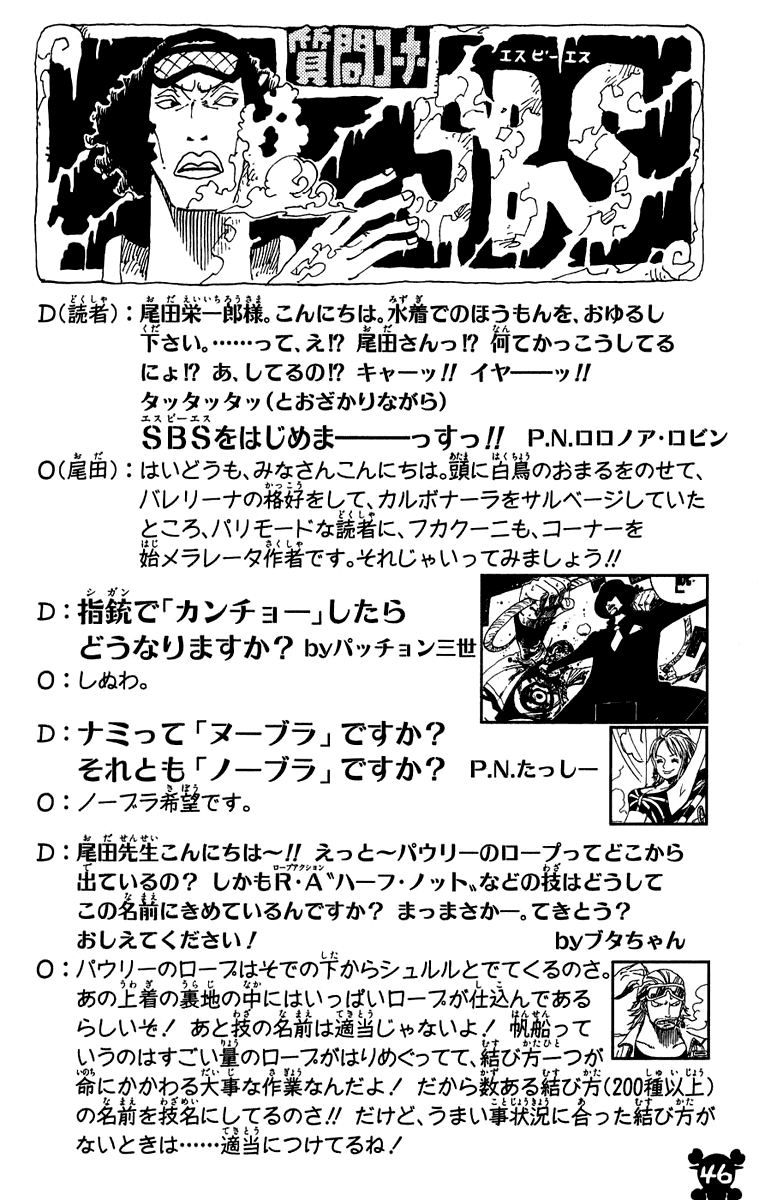 質問のコーナー
エスビーエス
SBS
D(読者):尾田栄一郎様。こんにちは。水着でのほうもんを、おゆるし
下さい。……って、え!? 尾田さんっ!? 何てかっこうしてる
にょ!? あ、してるの!? キャーッ!! イヤ――ッ!!
タッタッタッ(とおざかりながら)
SBSをはじめま―――っすっ!! P.N.ロロノア・ロビン
O(尾田):はいどうも、みなさんこんにちは。頭に白鳥のおまるをのせて、
バレリーナの格好をして、カルボナーラをサルベージしていた
ところ、バリモードな読者に、フカクーニも、コーナーを
始メラレータ作者です。それじゃいってみましょう!!
D:指銃で「カンチョー」したら
どうなりますか? byパッチョン三世
O:しぬわ。
D:ナミって「ヌーブラ」ですか?
それとも「ノーブラ」ですか? P.N.たっしー
O:ノーブラ希望です。
D:尾田先生こんにちは〜!! えっと〜パウリーのロープってどこから
出ているの? しかもR・A〝ハーフ・ノット〟などの技はどうして
この名前にきめているんですか? まっまさかー。てきとう?
おしえてください! byブタちゃん
O:パウリーのロープはそでの下からシュルルとでてくるのさ。
あの上着の裏地の中にはいっぱいロープが仕込んである
らしいぞ! あと技の名前は適当じゃないよ! 帆船って
いうのはすごい量のロープがはりめぐってて、結び方一つが
命にかかわる大事な作業なんだよ! だから数ある結び方(200種以上)
の名前を技名にしてるのさ!! だけど、うまい事状況に合った結び方が
ないときは……適当につけてるね!
46